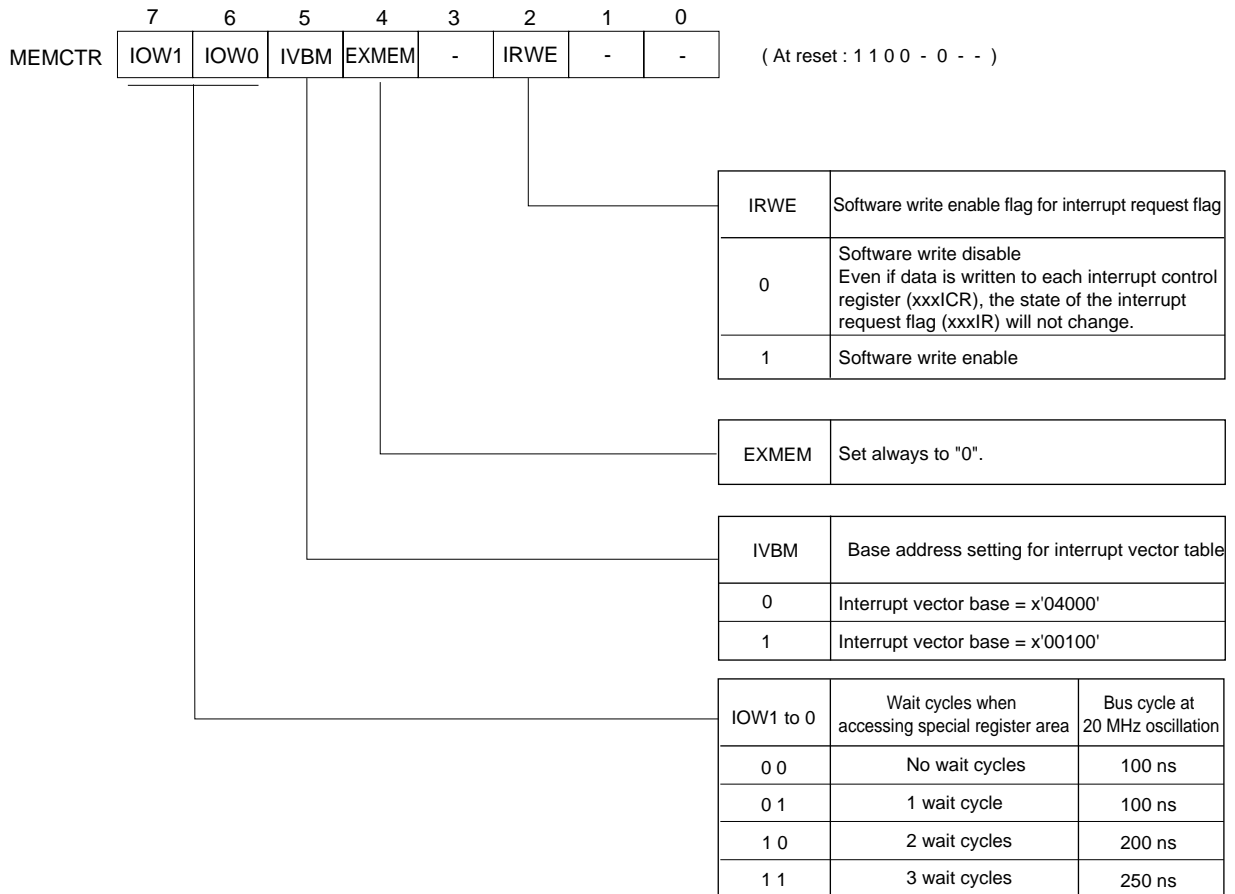 7 6 5 4 3 2 1 0
MEMCTR IOW1 IOW0 IVBM EXMEM - IRWE - - ( At reset : 1 1 0 0 - 0 - - )
IRWE Software write enable flag for interrupt request flag
0 Software write disable
Even if data is written to each interrupt control
register (xxxICR), the state of the interrupt
request flag (xxxIR) will not change.
1 Software write enable
EXMEM Set always to "0".
IVBM Base address setting for interrupt vector table
0 Interrupt vector base = x'04000'
1 Interrupt vector base = x'00100'
IOW1 to 0 Wait cycles when accessing special register area Bus cycle at 20 MHz oscillation
0 0 No wait cycles 100 ns
0 1 1 wait cycle 100 ns
1 0 2 wait cycles 200 ns
1 1 3 wait cycles 250 ns